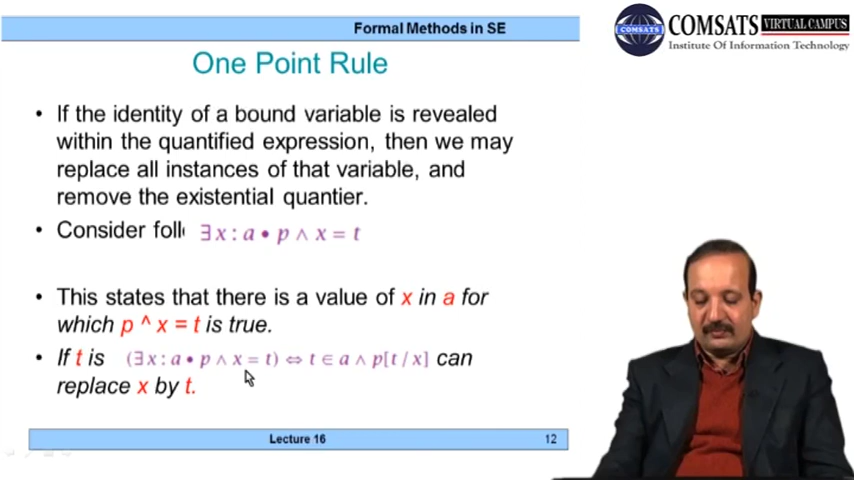 Formal Methods in SE
COMSATS
COMSATS VIRTUAL CAMPUS
Institute Of Information Technology
One Point Rule
• If the identity of a bound variable is revealed
within the quantified expression, then we may
replace all instances of that variable, and
remove the existential quantier.
• Consider foll ∃ x : a • p ∧ x = t
• This states that there is a value of x in a for
which p ^ x = t is true.
• If t is (∃ x : a • p ∧ x = t) ⇔ t ∈ a ∧ p[t / x] can
replace x by t.
Lecture 16
12